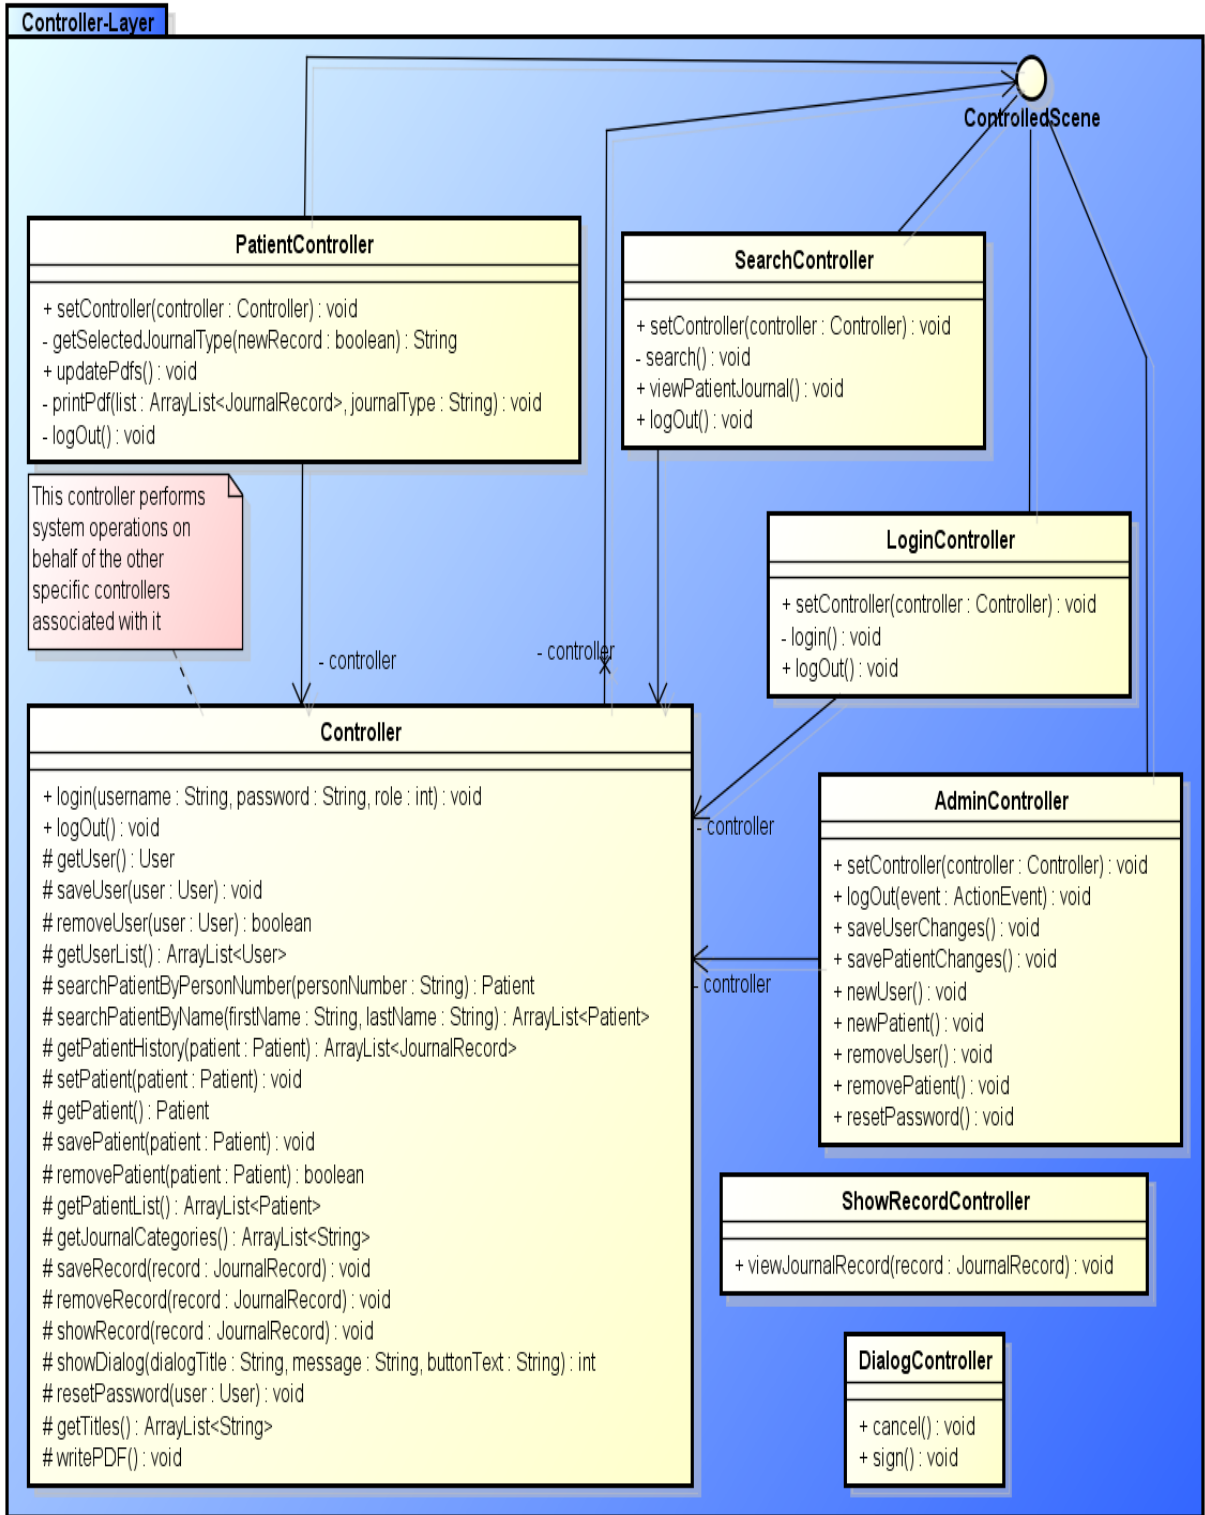 Controller-Layer
ControlledScene
PatientController
+ setController(controller : Controller) : void
- getSelectedJournalType(newRecord : boolean) : String
+ updatePdfs() : void
- printPdf(list : ArrayList<JournalRecord>, journalType : String) : void
- logOut() : void
SearchController
+ setController(controller : Controller) : void
- search() : void
+ viewPatientJournal() : void
+ logOut() : void
This controller performs
system operations on
behalf of the other
specific controllers
associated with it
LoginController
+ setController(controller : Controller) : void
- login() : void
+ logOut() : void
- controller
- controller
Controller
+ login(username : String, password : String, role : int) : void
+ logOut() : void
# getUser() : User
# saveUser(user : User) : void
# removeUser(user : User) : boolean
# getUserList() : ArrayList<User>
# searchPatientByPersonNumber(personNumber : String) : Patient
# searchPatientByName(firstName : String, lastName : String) : ArrayList<Patient>
# getPatientHistory(patient : Patient) : ArrayList<JournalRecord>
# setPatient(patient : Patient) : void
# getPatient() : Patient
# savePatient(patient : Patient) : void
# removePatient(patient : Patient) : boolean
# getPatientList() : ArrayList<Patient>
# getJournalCategories() : ArrayList<String>
# saveRecord(record : JournalRecord) : void
# removeRecord(record : JournalRecord) : void
# showRecord(record : JournalRecord) : void
# showDialog(dialogTitle : String, message : String, buttonText : String) : int
# resetPassword(user : User) : void
# getTitles() : ArrayList<String>
# writePDF() : void
- controller
- controller
AdminController
+ setController(controller : Controller) : void
+ logOut(event : ActionEvent) : void
+ saveUserChanges() : void
+ savePatientChanges() : void
+ newUser() : void
+ newPatient() : void
+ removeUser() : void
+ removePatient() : void
+ resetPassword() : void
ShowRecordController
+ viewJournalRecord(record : JournalRecord) : void
DialogController
+ cancel() : void
+ sign() : void